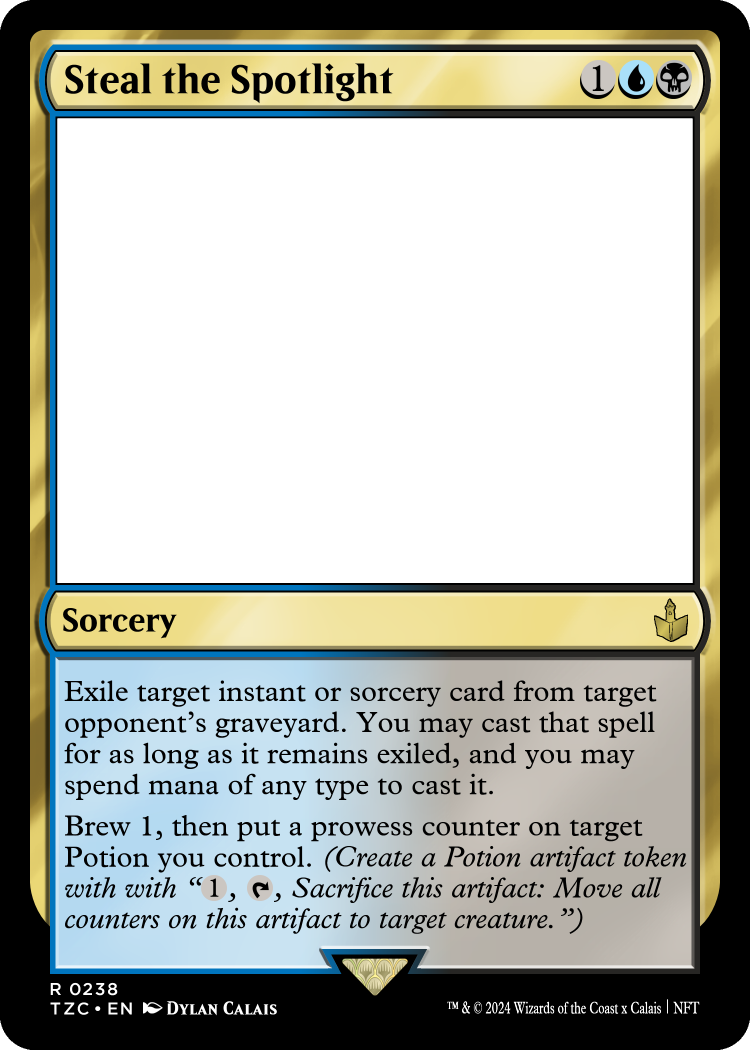 Steal the Spotlight 1
Sorcery
Exile target instant or sorcery card from target
opponent's graveyard. You may cast that spell
for as long as it remains exiled, and you may
spend mana of any type to cast it.
Brew 1, then put a prowess counter on target
Potion you control. (Create a Potion artifact token
with with “1, , Sacrifice this artifact: Move all
counters on this artifact to target creature.”)
R 0238
TZC • EN Dylan Calais
™ & © 2024 Wizards of the Coast x Calais | NFT